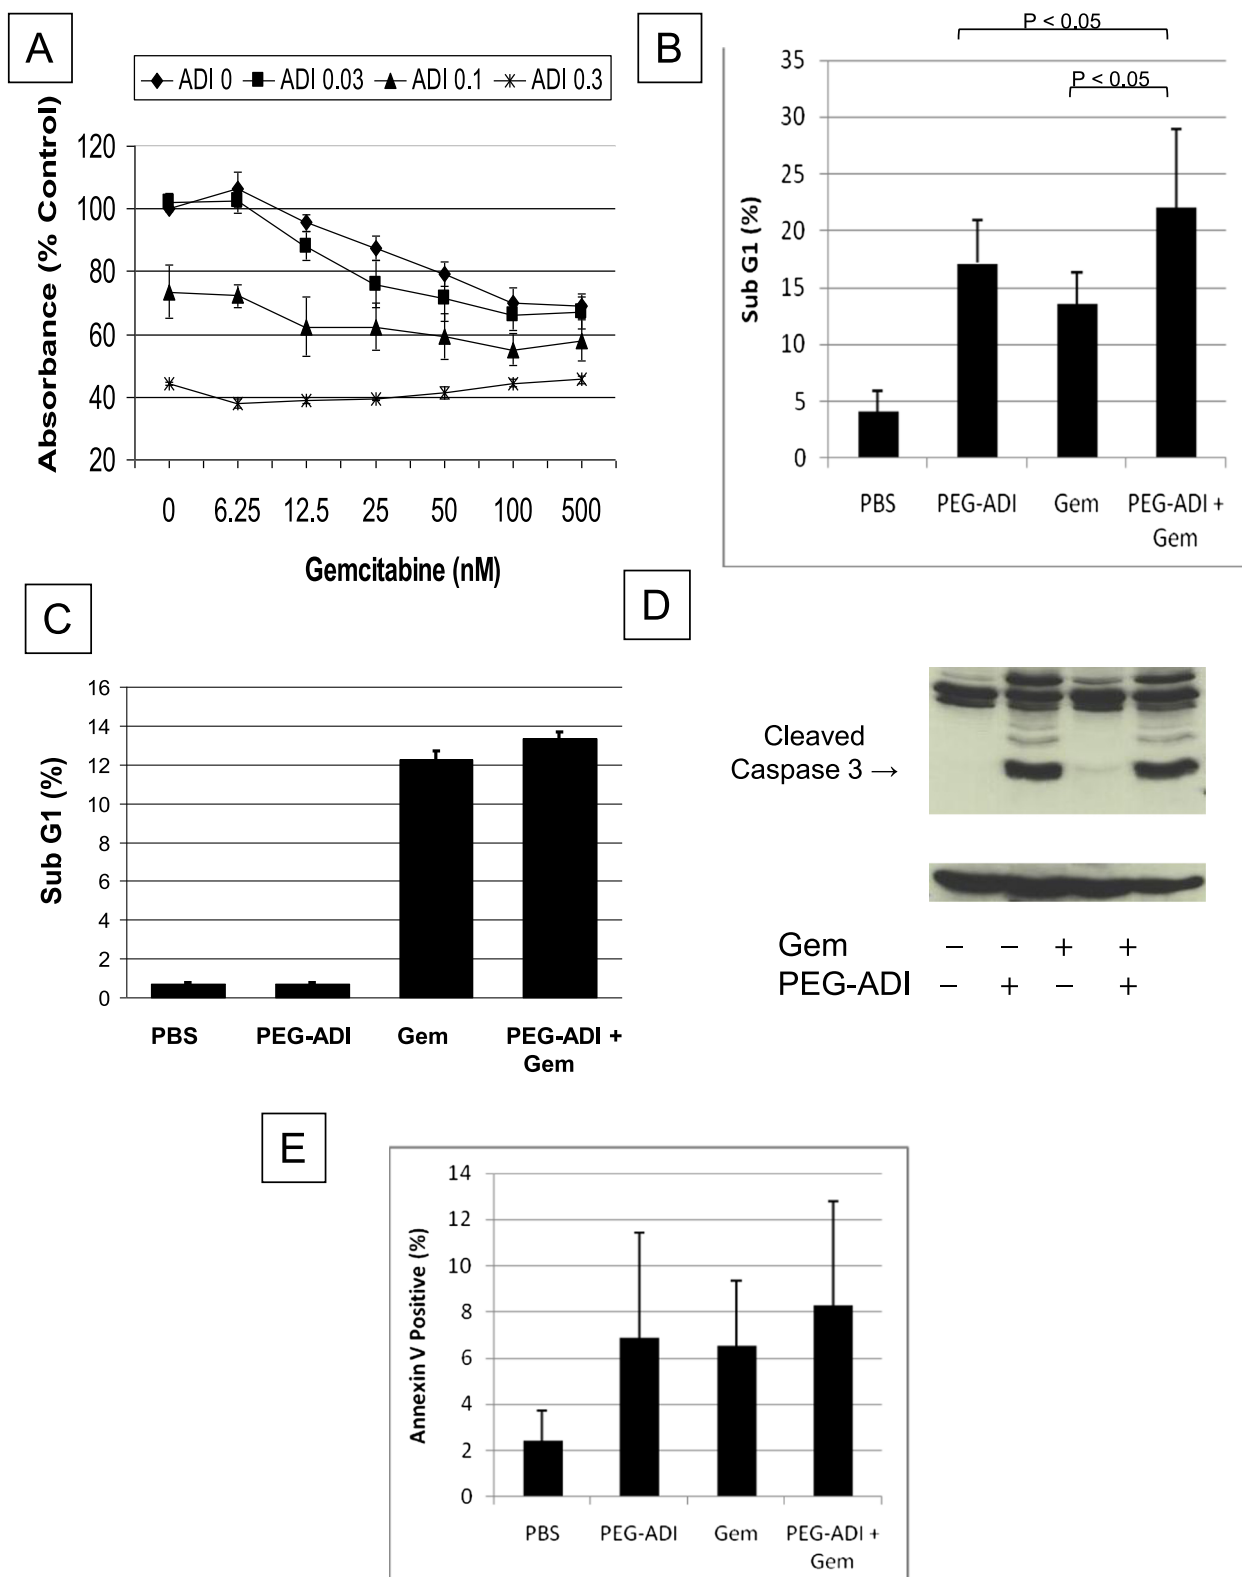 A
ADI 0 ADI 0.03 ADI 0.1 ADI 0.3
Absorbance (% Control)
120
100
80
60
40
20
0 6.25 12.5 25 50 100 500
Gemcitabine (nM)
B
P < 0.05
P < 0.05
Sub G1 (%)
35
30
25
20
15
10
5
0
PBS PEG-ADI Gem PEG-ADI +
Gem
C
Sub G1 (%)
16
14
12
10
8
6
4
2
0
PBS PEG-ADI Gem PEG-ADI +
Gem
D
Cleaved
Caspase 3 →
Gem − − + +
PEG-ADI − + − +
E
Annexin V Positive (%)
14
12
10
8
6
4
2
0
PBS PEG-ADI Gem PEG-ADI +
Gem